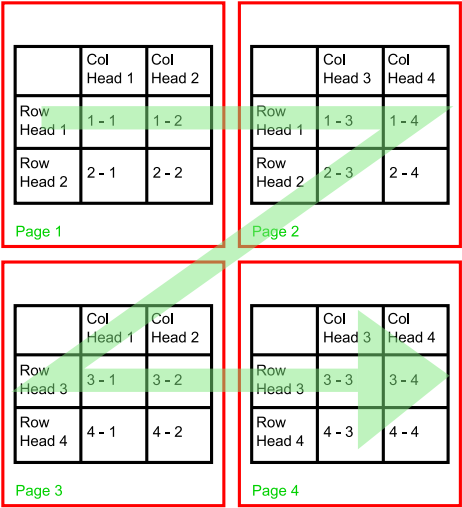 Col Head 1
Col Head 2
Row Head 1
1 - 1
1 - 2
Row Head 2
2 - 1
2 - 2
Page 1
Col Head 3
Col Head 4
Row Head 1
1 - 3
1 - 4
Row Head 2
2 - 3
2 - 4
Page 2
Col Head 1
Col Head 2
Row Head 3
3 - 1
3 - 2
Row Head 4
4 - 1
4 - 2
Page 3
Col Head 3
Col Head 4
Row Head 3
3 - 3
3 - 4
Row Head 4
4 - 3
4 - 4
Page 4